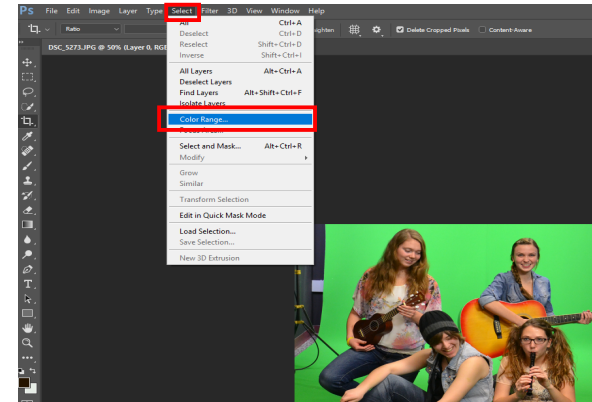 Ps File Edit Image Layer Type Select Filter 3D View Window Help
Ratio
Delete Cropped Pixels Content-Aware
DSC_5273.JPG @ 50% (Layer 0, RGB
All Ctrl+A
Deselect Ctrl+D
Reselect Shift+Ctrl+D
Inverse Shift+Ctrl+I
All Layers Alt+Ctrl+A
Deselect Layers
Find Layers Alt+Shift+Ctrl+F
Isolate Layers
Color Range...
Focus Area...
Select and Mask... Alt+Ctrl+R
Modify
Grow
Similar
Transform Selection
Edit in Quick Mask Mode
Load Selection...
Save Selection...
New 3D Extrusion